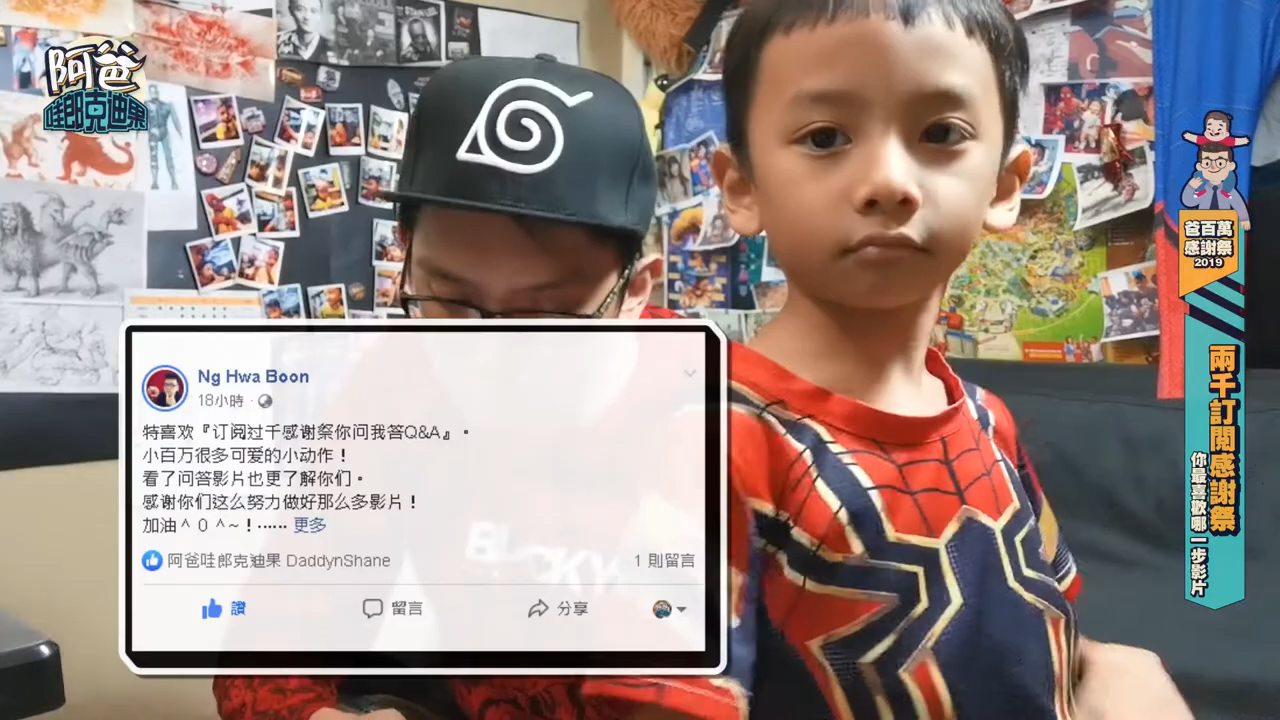 阿爸
哇郎克迪果
Ng Hwa Boon
18小時 ·
特喜欢『订阅过千感谢祭你问我答Q&A』。
小百万很多可爱的小动作！
看了问答影片也更了解你们。
感谢你们这么努力做好那么多影片！
加油＾０＾~！…… 更多
阿爸哇郎克迪果 DaddynShane
1 則留言
讚
留言
分享
爸百萬
感謝祭
2019
兩千訂閱感謝祭
你最喜歡哪一步影片